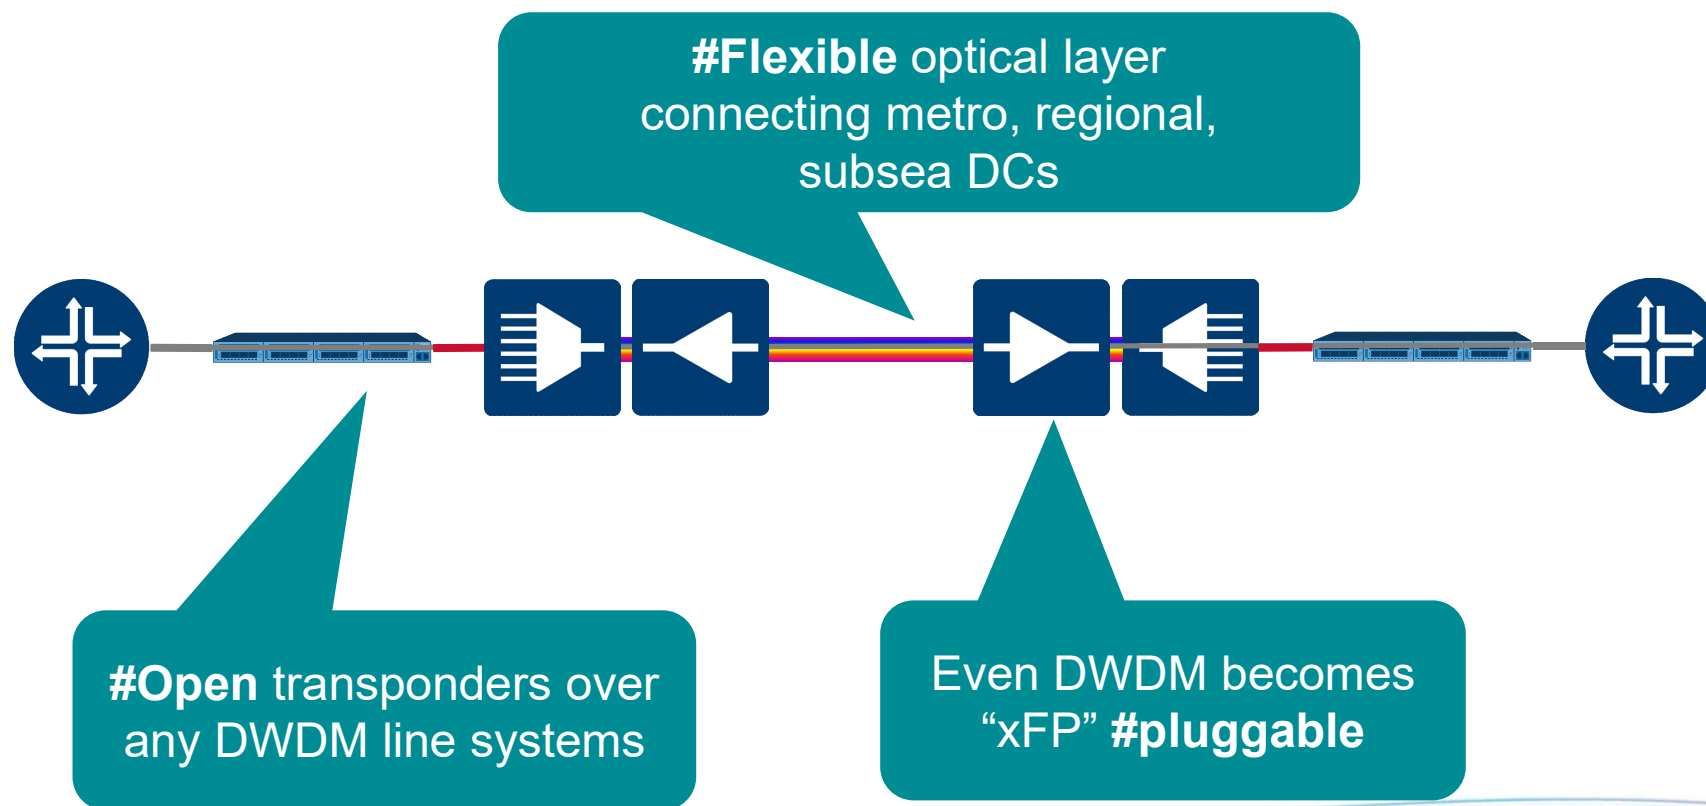 #Flexible optical layer
connecting metro, regional,
subsea DCs
#Open transponders over
any DWDM line systems
Even DWDM becomes
“xFP” #pluggable